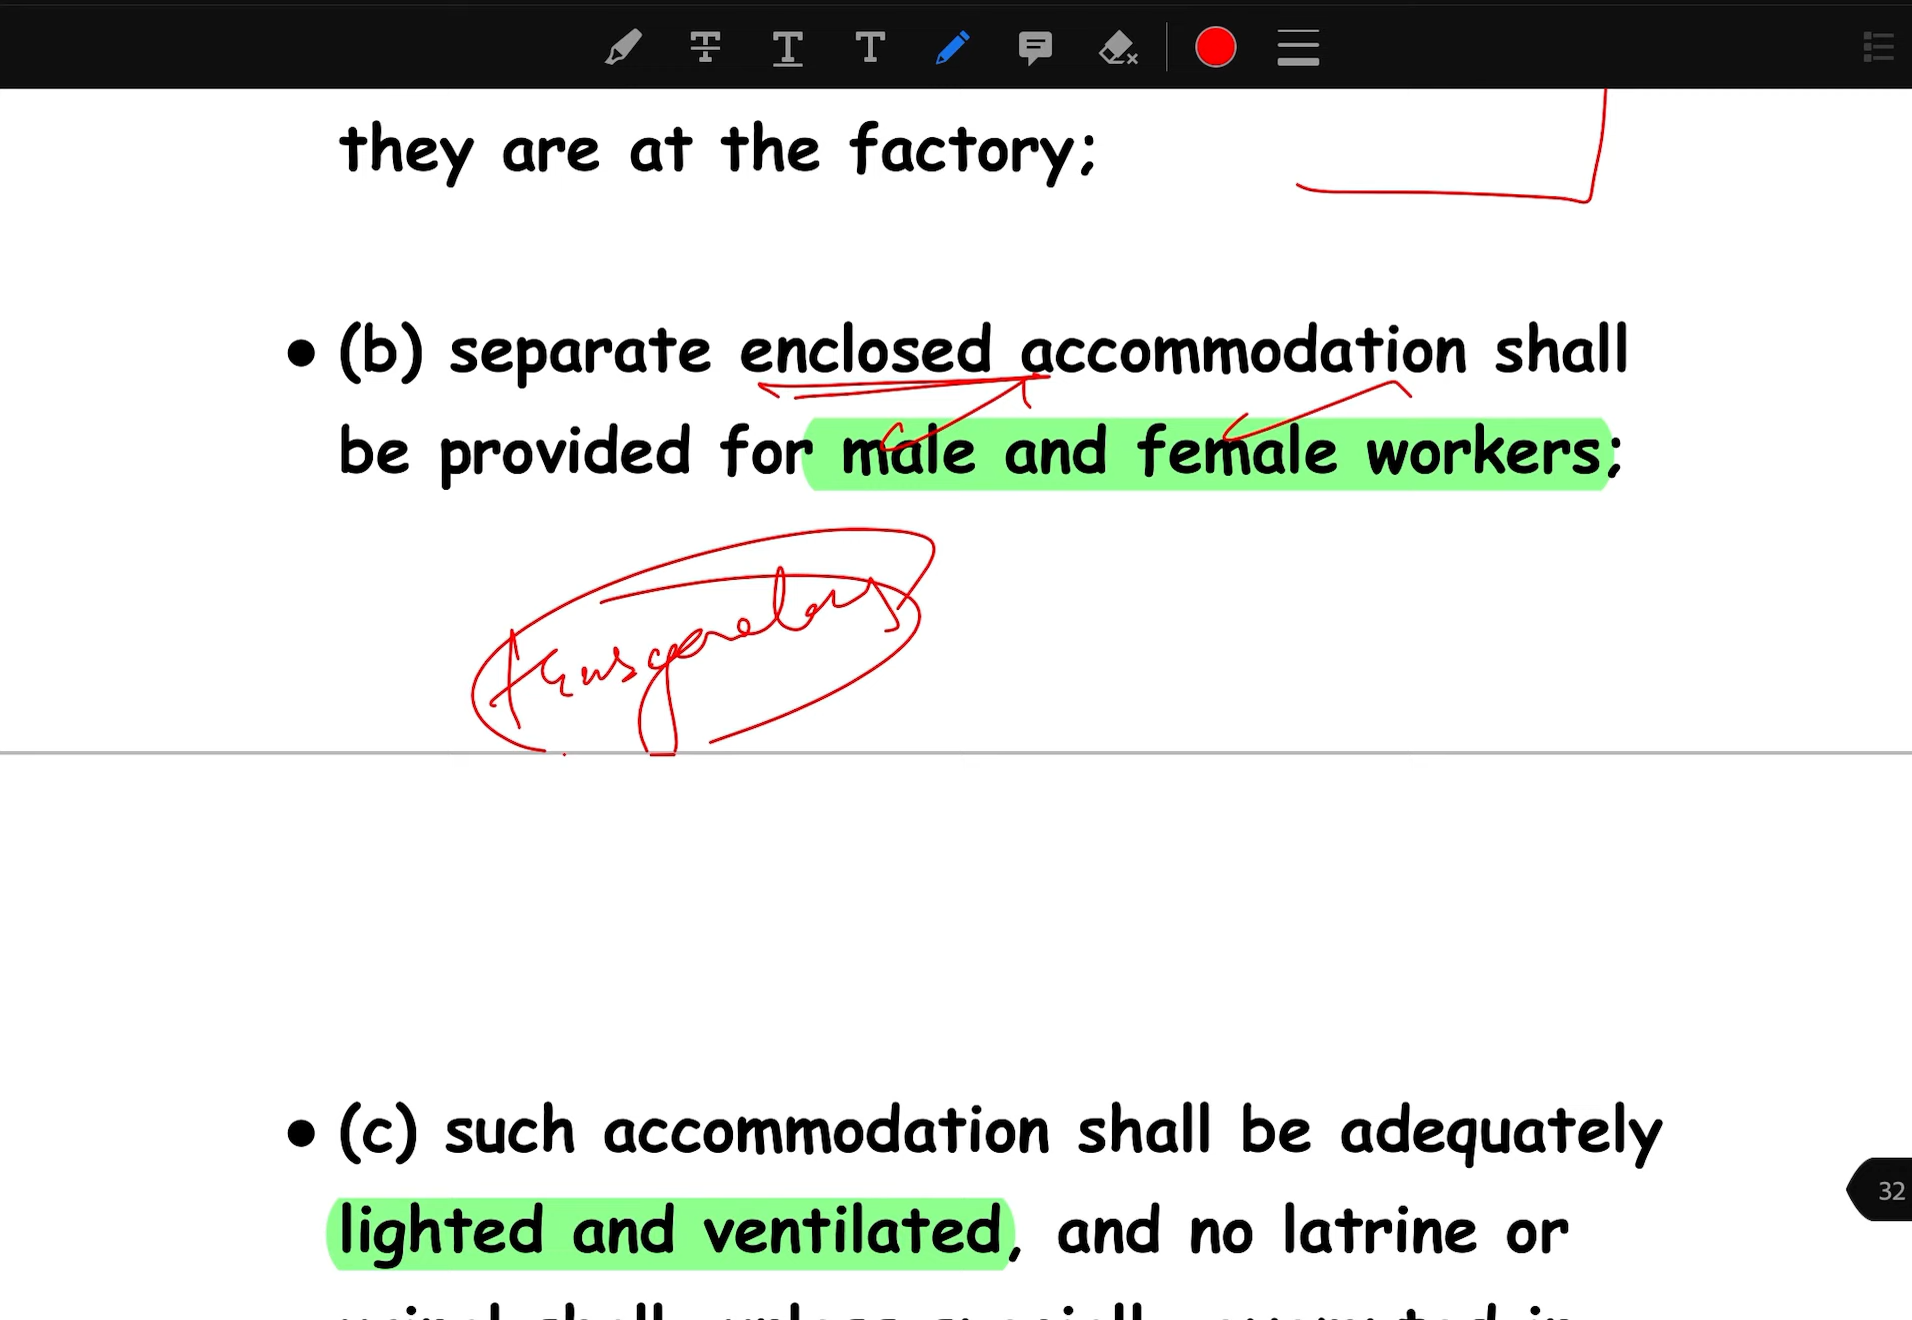 they are at the factory;
• (b) separate enclosed accommodation shall
be provided for male and female workers;
• (c) such accommodation shall be adequately
lighted and ventilated, and no latrine or
32